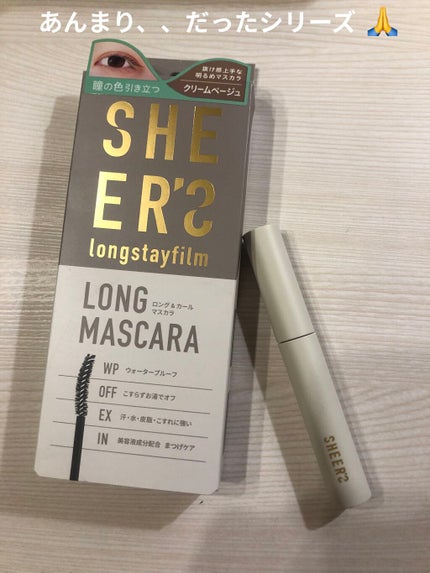 あんまり、、だったシリーズ 🙏
瞳の色引き立つ
抜け感上手な
明るめマスカラ
クリームベージュ
SHE
ER'S
longstayfilm
LONG
MASCARA
ロング&カール
マスカラ
WP ウォータープルーフ
OFF こすらずお湯でオフ
EX 汗・水・皮脂・こすれに強い
IN 美容液成分配合 まつげケア
SHEER'S